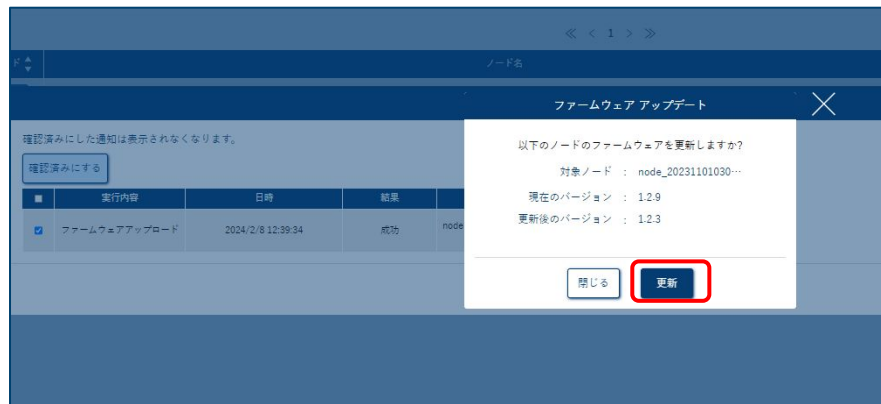 ≪ < 1 > ≫
ド ノード名
ファームウェア アップデート
確認済みにした通知は表示されなくなります。
以下のノードのファームウェアを更新しますか?
確認済みにする
対象ノード : node_20231101030…
現在のバージョン : 1.2.9
更新後のバージョン : 1.2.3
実行内容 日時 結果
ファームウェアアップロード 2024/2/8 12:39:34 成功 node
閉じる 更新